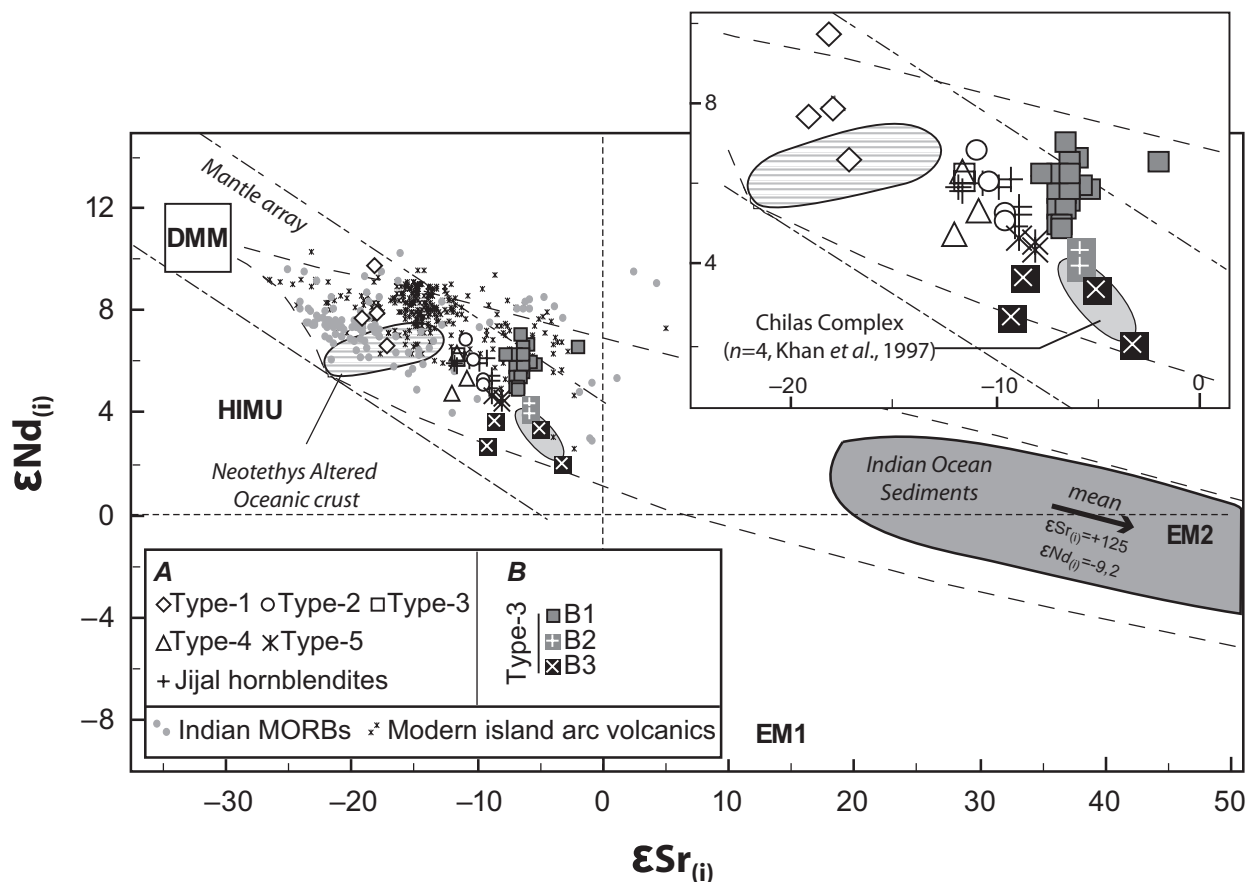 8
4
−20
−10
0
Chilas Complex
(n=4, Khan et al., 1997)
12
8
4
0
−4
−8
εNd(i)
Mantle array
DMM
HIMU
Neotethys Altered
Oceanic crust
Indian Ocean
Sediments
mean
εSr(i)=+125
εNd(i)=-9,2
EM2
EM1
A
Type-1 Type-2 Type-3
Type-4 Type-5
Jijal hornblendites
B
Type-3
B1
B2
B3
Indian MORBs Modern island arc volcanics
−30 −20 −10 0 10 20 30 40 50
εSr(i)